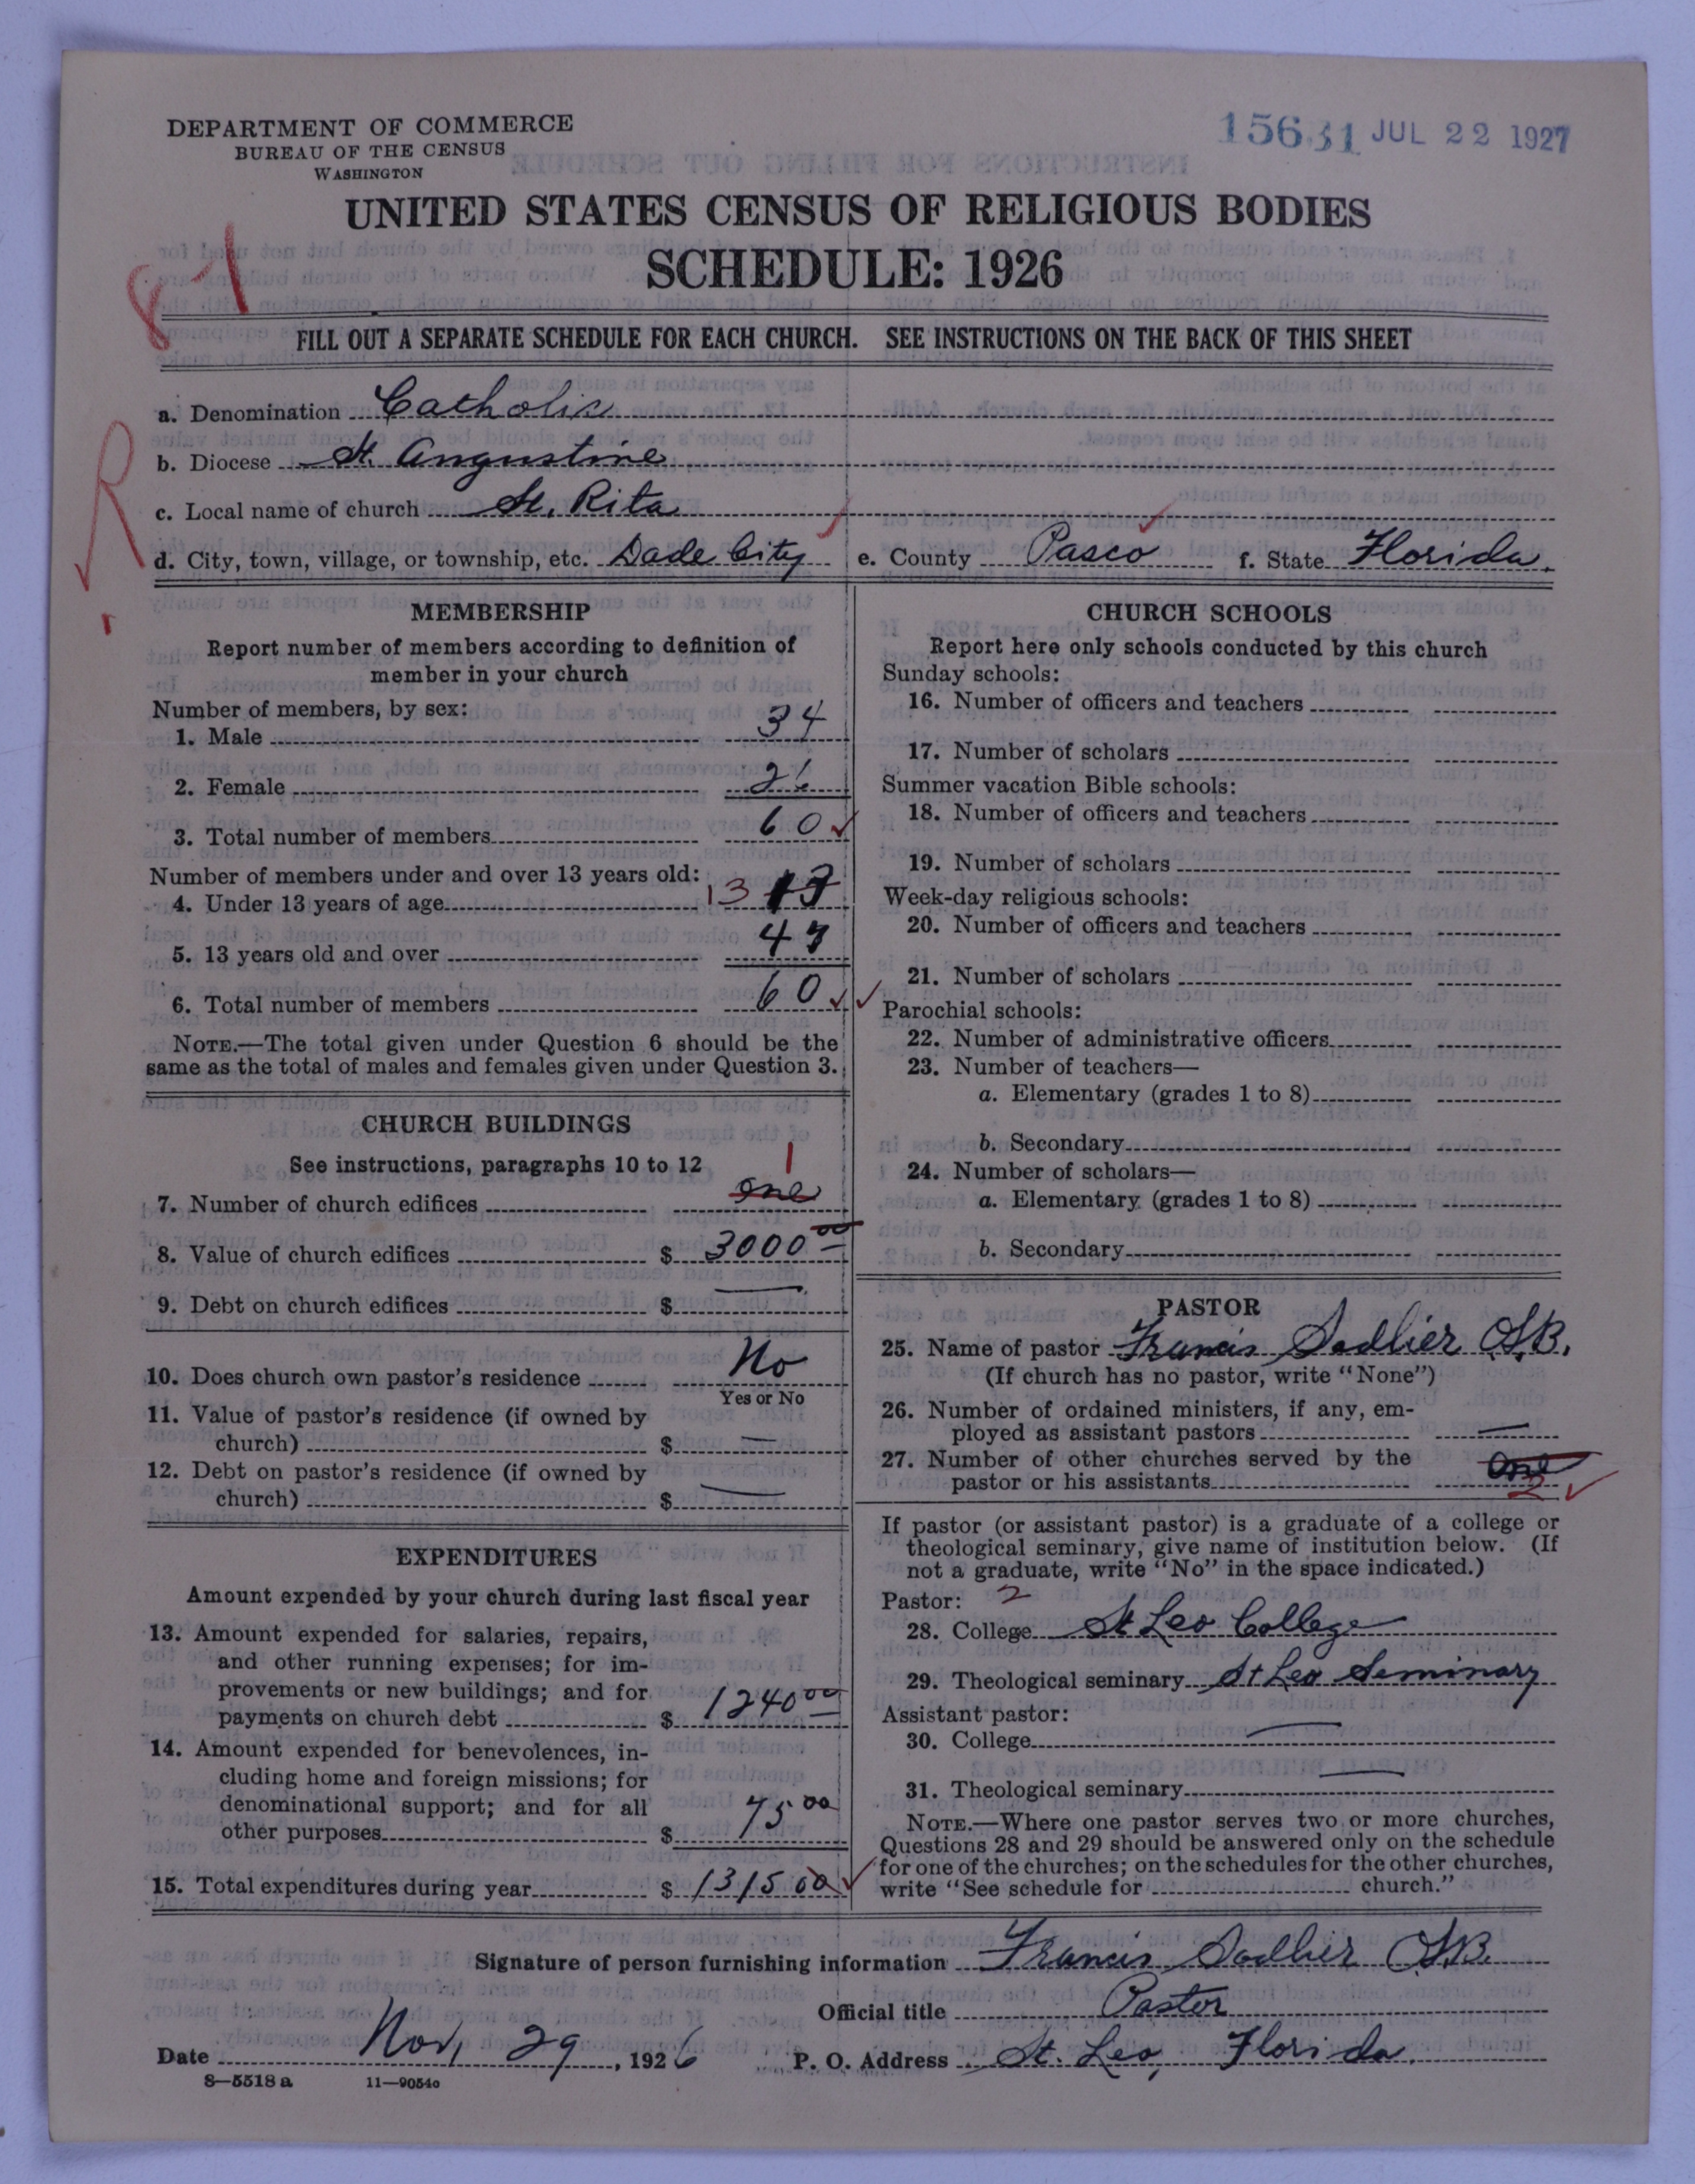 DEPARTMENT OF COMMERCE
BUREAU OF THE CENSUS
WASHINGTON
15631 JUL 22 1927
UNITED STATES CENSUS OF RELIGIOUS BODIES
SCHEDULE: 1926
8-1
FILL OUT A SEPARATE SCHEDULE FOR EACH CHURCH. SEE INSTRUCTIONS ON THE BACK OF THIS SHEET
a. Denomination Catholic
b. Diocese St. Augustine
R
c. Local name of church St. Rita
d. City, town, village, or township, etc. Dade City e. County Pasco f. State Florida.
MEMBERSHIP
Report number of members according to definition of
member in your church
Number of members, by sex:
1. Male 34
2. Female 26
3. Total number of members 60
Number of members under and over 13 years old:
4. Under 13 years of age 13 13
5. 13 years old and over 47
6. Total number of members 60
NOTE.—The total given under Question 6 should be the
same as the total of males and females given under Question 3.
CHURCH BUILDINGS
See instructions, paragraphs 10 to 12
1
7. Number of church edifices one
8. Value of church edifices $ 3000 00
9. Debt on church edifices $ —
10. Does church own pastor's residence No
Yes or No
11. Value of pastor's residence (if owned by
church) $ —
12. Debt on pastor's residence (if owned by
church) $ —
EXPENDITURES
Amount expended by your church during last fiscal year
13. Amount expended for salaries, repairs,
and other running expenses; for im-
provements or new buildings; and for
payments on church debt $ 1240 00
14. Amount expended for benevolences, in-
cluding home and foreign missions; for
denominational support; and for all
other purposes $ 75 00
15. Total expenditures during year $ 1315 00
CHURCH SCHOOLS
Report here only schools conducted by this church
Sunday schools:
16. Number of officers and teachers
17. Number of scholars
Summer vacation Bible schools:
18. Number of officers and teachers
19. Number of scholars
Week-day religious schools:
20. Number of officers and teachers
21. Number of scholars
Parochial schools:
22. Number of administrative officers
23. Number of teachers—
a. Elementary (grades 1 to 8)
b. Secondary
24. Number of scholars—
a. Elementary (grades 1 to 8)
b. Secondary
PASTOR
25. Name of pastor Francis Sadlier O.S.B.
(If church has no pastor, write "None")
26. Number of ordained ministers, if any, em-
ployed as assistant pastors —
27. Number of other churches served by the
pastor or his assistants One 2
If pastor (or assistant pastor) is a graduate of a college or
theological seminary, give name of institution below. (If
not a graduate, write "No" in the space indicated.)
Pastor: 2
28. College St Leo College
29. Theological seminary St Leo Seminary
Assistant pastor:
30. College —
31. Theological seminary —
NOTE.—Where one pastor serves two or more churches,
Questions 28 and 29 should be answered only on the schedule
for one of the churches; on the schedules for the other churches,
write "See schedule for church."
Signature of person furnishing information Francis Sadlier O.S.B.
Official title Pastor
Date Nov, 29, 1926 P. O. Address St. Leo, Florida.
8—5518 a 11—9054a